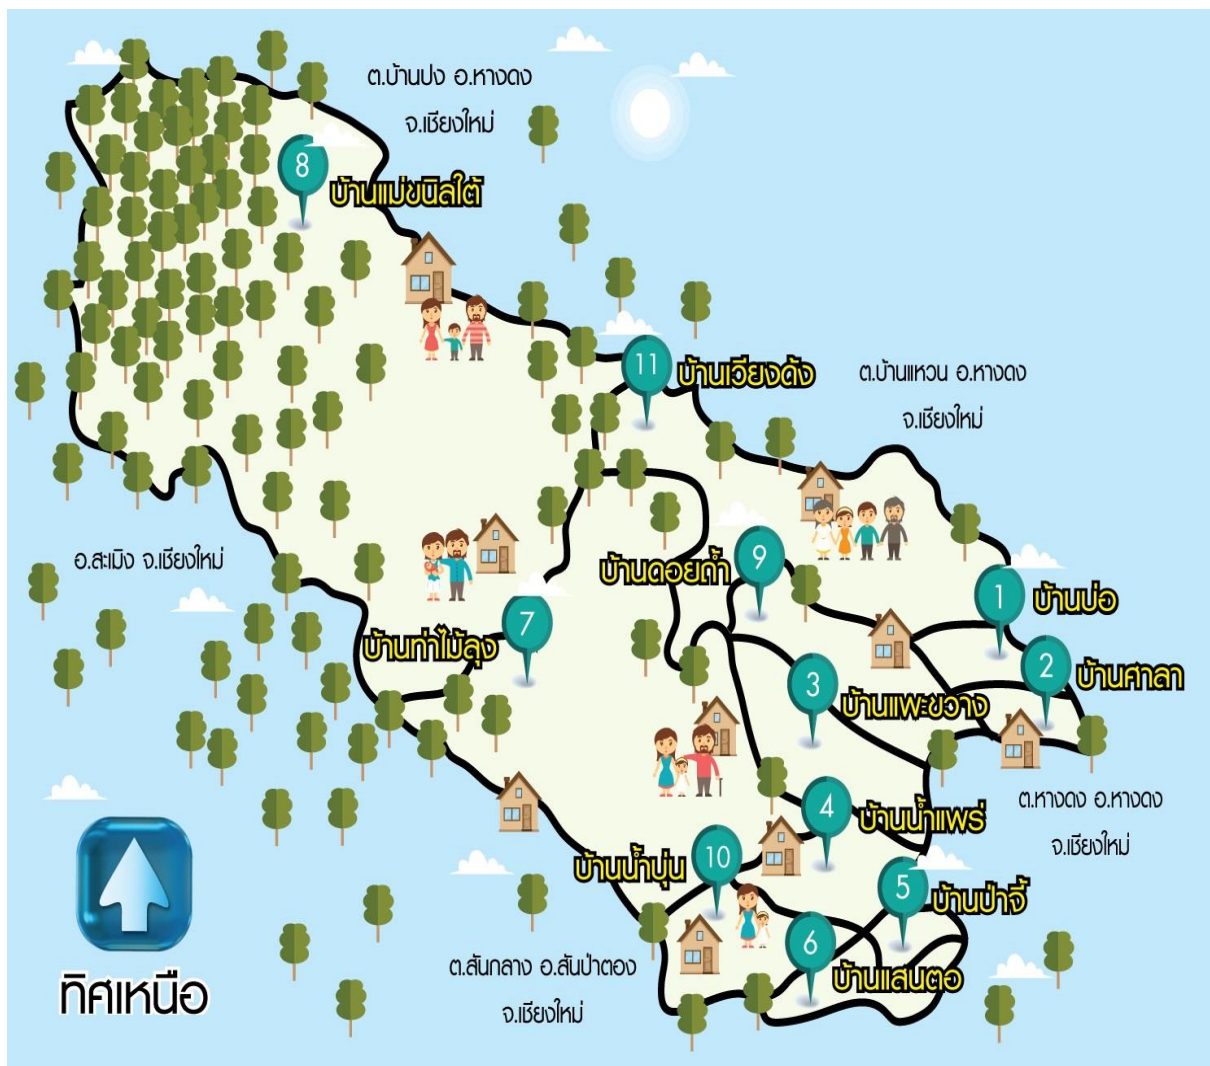 ต.บ้านปง อ.หางดง
จ.เชียงใหม่
8
บ้านแม่ขนิลใต้
11
บ้านเวียงด้ง
ต.บ้านแหวน อ.หางดง
จ.เชียงใหม่
อ.สะเมิง จ.เชียงใหม่
9
บ้านดอยถ้ำ
1
บ้านบ่อ
7
บ้านท่าไม้ลุง
2
บ้านศาลา
3
บ้านแพะขวาง
4
บ้านน้ำแพร่
ต.หางดง อ.หางดง
จ.เชียงใหม่
10
บ้านน้ำบุ่น
5
บ้านป่าจี้
6
บ้านแสนตอ
ต.สันกลาง อ.สันป่าตอง
จ.เชียงใหม่
ทิศเหนือ